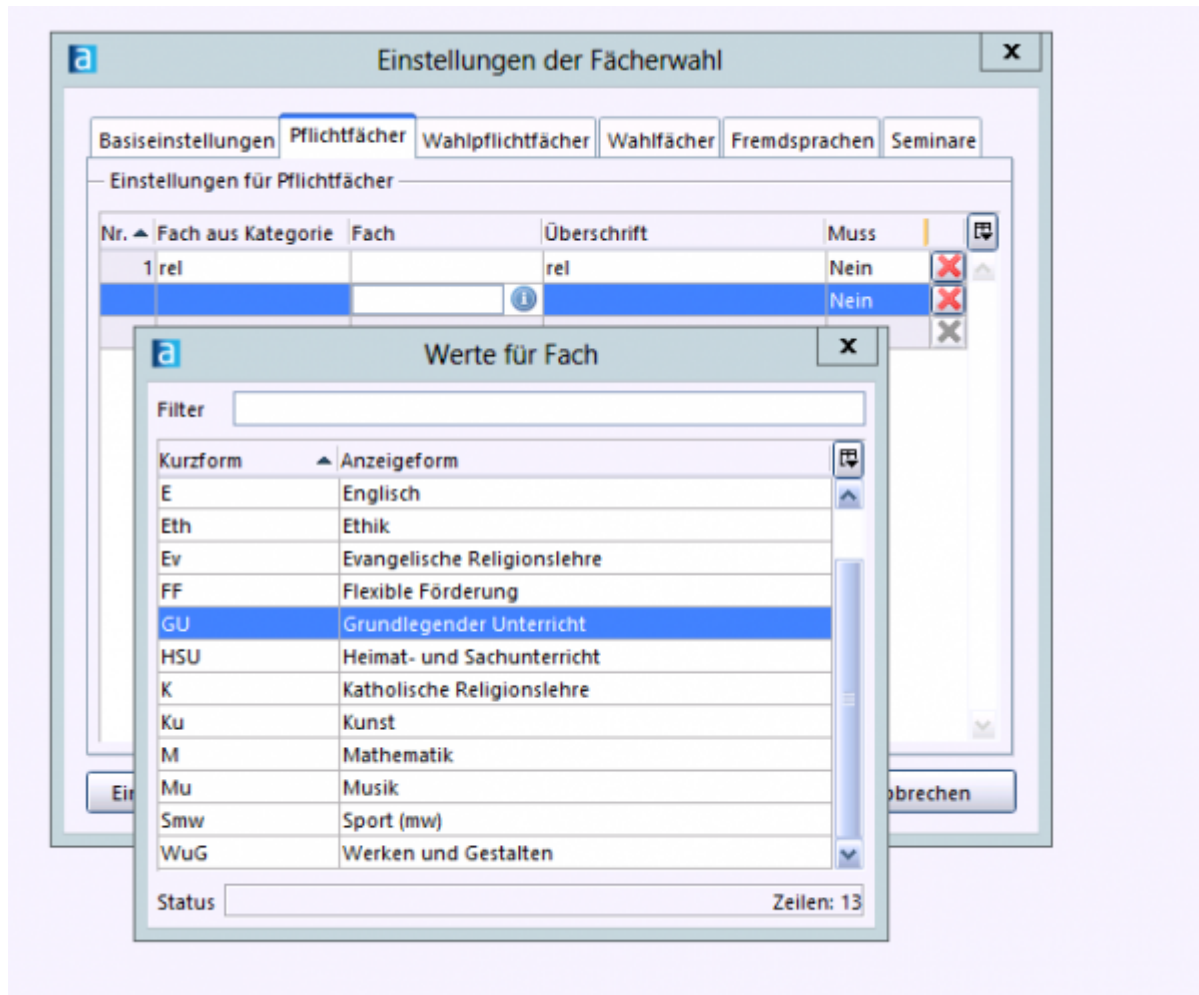 Einstellungen der Fächerwahl
Basiseinstellungen Pflichtfächer Wahlpflichtfächer Wahlfächer Fremdsprachen Seminare
Einstellungen für Pflichtfächer
Nr. Fach aus Kategorie Fach Überschrift Muss
1 rel rel Nein
Nein
Werte für Fach
Filter
Kurzform Anzeigeform
E Englisch
Eth Ethik
Ev Evangelische Religionslehre
FF Flexible Förderung
GU Grundlegender Unterricht
HSU Heimat- und Sachunterricht
K Katholische Religionslehre
Ku Kunst
M Mathematik
Mu Musik
Smw Sport (mw)
WuG Werken und Gestalten
Status Zeilen: 13